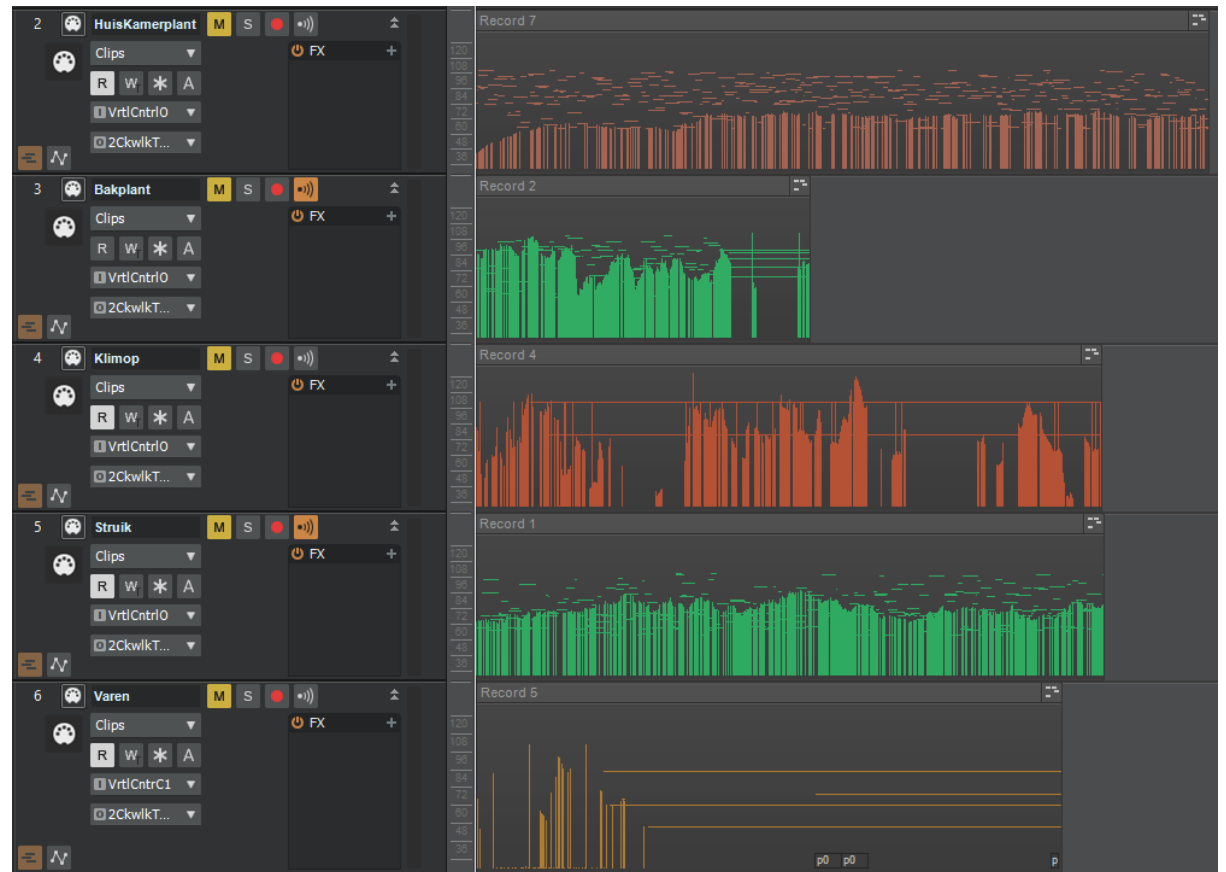 2 HuisKamerplant M S Record 7
Clips FX +
R W A
I VrtlCntrlO
O 2CkwlkT...
120
108
96
84
72
60
48
36
3 Bakplant M S Record 2
Clips FX +
R W A
I VrtlCntrlO
O 2CkwlkT...
120
108
96
84
72
60
48
36
4 Klimop M S Record 4
Clips FX +
R W A
I VrtlCntrlO
O 2CkwlkT...
120
108
96
84
72
60
48
36
5 Struik M S Record 1
Clips FX +
R W A
I VrtlCntrlO
O 2CkwlkT...
120
108
96
84
72
60
48
36
6 Varen M S Record 5
Clips FX +
R W A
I VrtlCntrC1
O 2CkwlkT...
120
108
96
84
72
60
48
36
p0 p0 p